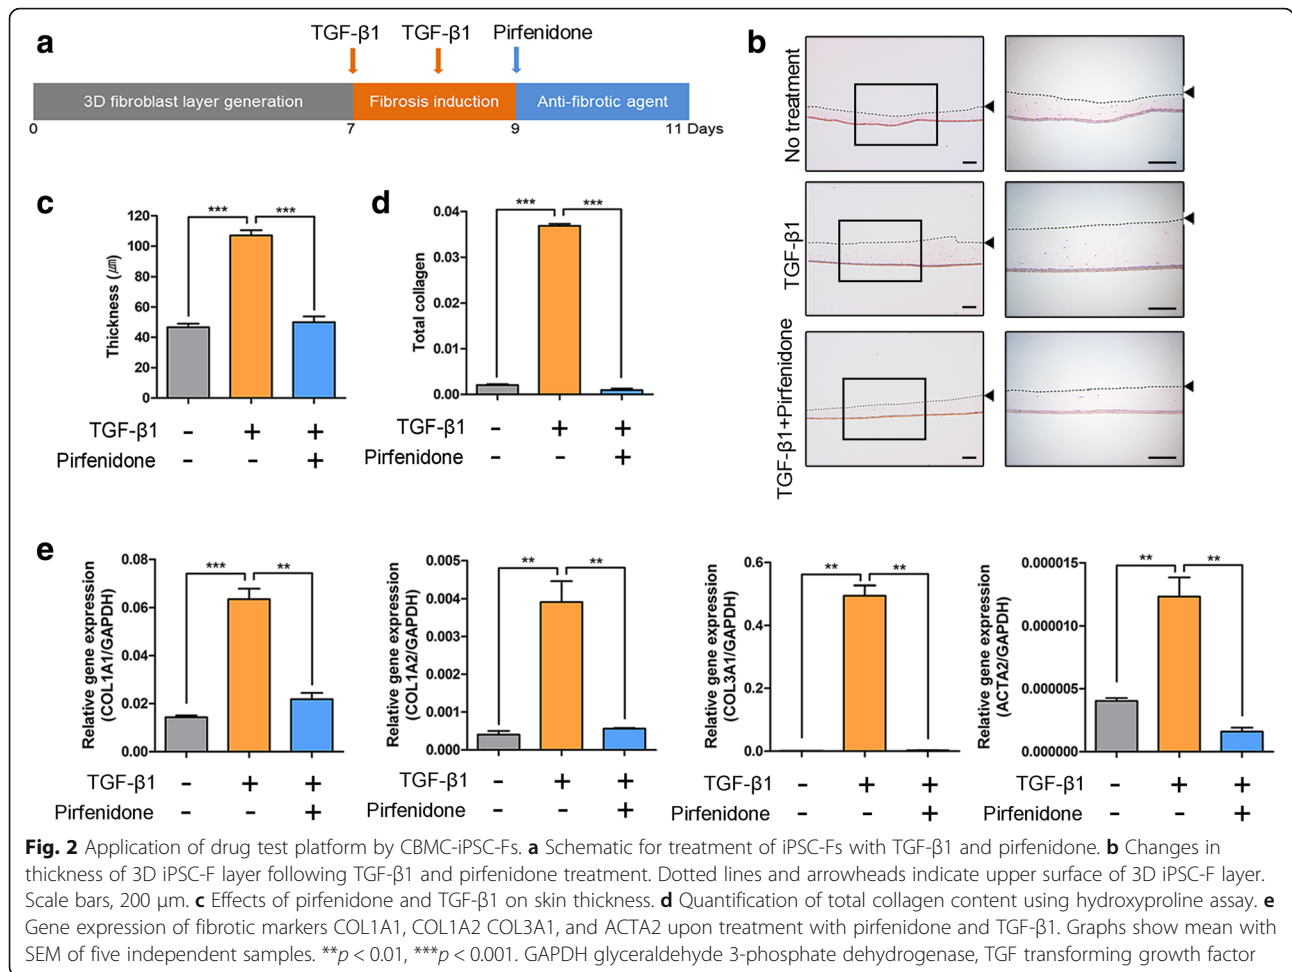 a
TGF-β1 TGF-β1 Pirfenidone
3D fibroblast layer generation Fibrosis induction Anti-fibrotic agent
0 7 9 11 Days
b
No treatment
TGF-β1
TGF-β1+Pirfenidone
c
Thickness (㎛)
120
100
80
60
40
20
0
*** ***
TGF-β1 - + +
Pirfenidone - - +
d
Total collagen
0.04
0.03
0.02
0.01
0.00
*** ***
TGF-β1 - + +
Pirfenidone - - +
e
Relative gene expression
(COL1A1/GAPDH)
0.08
0.06
0.04
0.02
0.00
*** **
TGF-β1 - + +
Pirfenidone - - +
Relative gene expression
(COL1A2/GAPDH)
0.005
0.004
0.003
0.002
0.001
0.000
** **
TGF-β1 - + +
Pirfenidone - - +
Relative gene expression
(COL3A1/GAPDH)
0.6
0.4
0.2
0.0
** **
TGF-β1 - + +
Pirfenidone - - +
Relative gene expression
(ACTA2/GAPDH)
0.000015
0.000010
0.000005
0.000000
** **
TGF-β1 - + +
Pirfenidone - - +
Fig. 2 Application of drug test platform by CBMC-iPSC-Fs. a Schematic for treatment of iPSC-Fs with TGF-β1 and pirfenidone. b Changes in
thickness of 3D iPSC-F layer following TGF-β1 and pirfenidone treatment. Dotted lines and arrowheads indicate upper surface of 3D iPSC-F layer.
Scale bars, 200 μm. c Effects of pirfenidone and TGF-β1 on skin thickness. d Quantification of total collagen content using hydroxyproline assay. e
Gene expression of fibrotic markers COL1A1, COL1A2 COL3A1, and ACTA2 upon treatment with pirfenidone and TGF-β1. Graphs show mean with
SEM of five independent samples. **p < 0.01, ***p < 0.001. GAPDH glyceraldehyde 3-phosphate dehydrogenase, TGF transforming growth factor